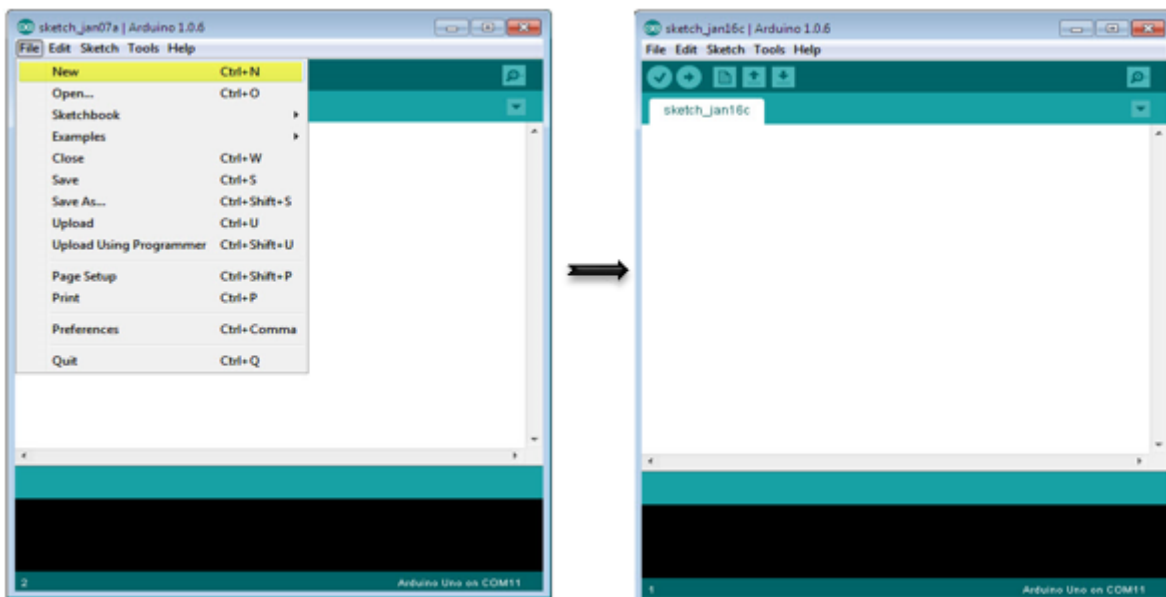 sketch_jan07a | Arduino 1.0.6
File Edit Sketch Tools Help
New Ctrl+N
Open... Ctrl+O
Sketchbook
Examples
Close Ctrl+W
Save Ctrl+S
Save As... Ctrl+Shift+S
Upload Ctrl+U
Upload Using Programmer Ctrl+Shift+U
Page Setup Ctrl+Shift+P
Print Ctrl+P
Preferences Ctrl+Comma
Quit Ctrl+Q
2 Arduino Uno on COM11
sketch_jan16c | Arduino 1.0.6
File Edit Sketch Tools Help
sketch_jan16c
1 Arduino Uno on COM11